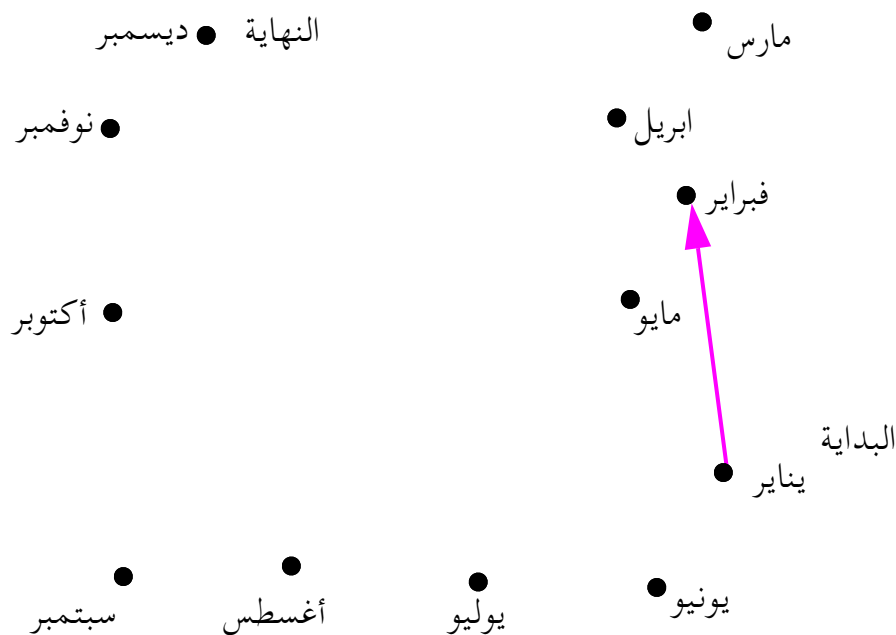 مارس
النهاية
ديسمبر
ابريل
نوفمبر
فبراير
مايو
أكتوبر
البداية
يناير
يونيو
يوليو
أغسطس
سبتمبر